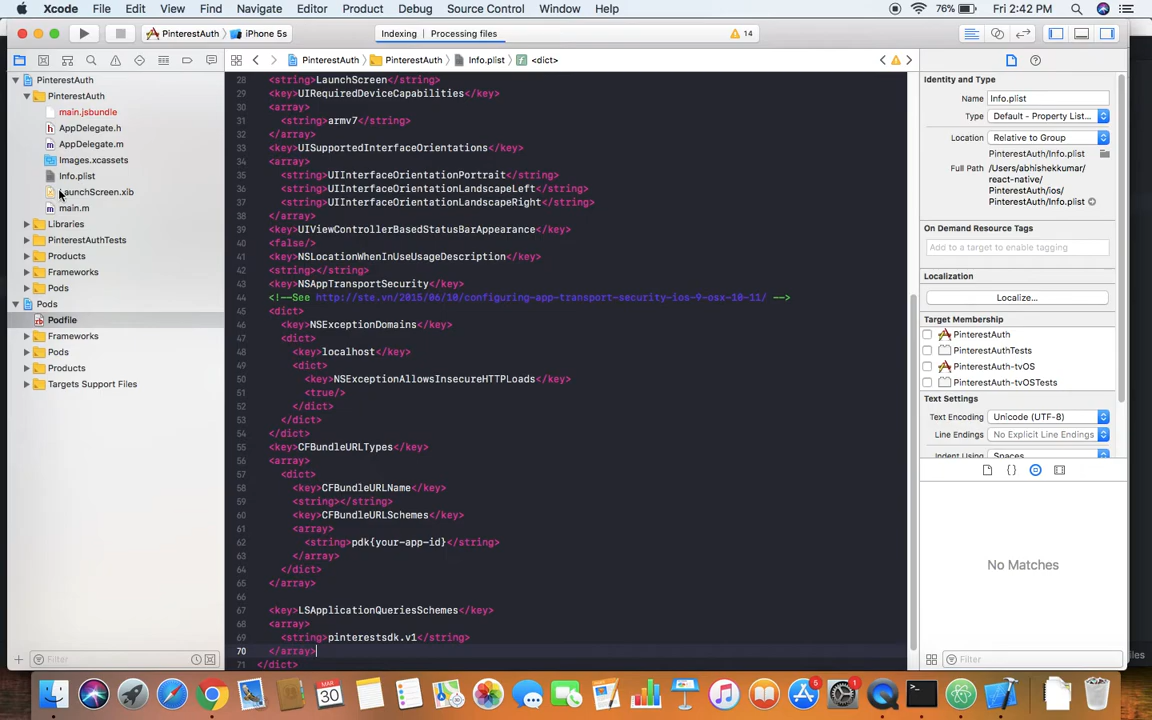 Xcode File Edit View Find Navigate Editor Product Debug Source Control Window Help 76% Fri 2:42 PM
PinterestAuth iPhone 5s Indexing Processing files 14
PinterestAuth PinterestAuth Info.plist <dict>
PinterestAuth
PinterestAuth
main.jsbundle
AppDelegate.h
AppDelegate.m
Images.xcassets
Info.plist
LaunchScreen.xib
main.m
Libraries
PinterestAuthTests
Products
Frameworks
Pods
Pods
Podfile
Frameworks
Pods
Products
Targets Support Files
Filter
28 <string>LaunchScreen</string>
29 <key>UIRequiredDeviceCapabilities</key>
30 <array>
31 <string>armv7</string>
32 </array>
33 <key>UISupportedInterfaceOrientations</key>
34 <array>
35 <string>UIInterfaceOrientationPortrait</string>
36 <string>UIInterfaceOrientationLandscapeLeft</string>
37 <string>UIInterfaceOrientationLandscapeRight</string>
38 </array>
39 <key>UIViewControllerBasedStatusBarAppearance</key>
40 <false/>
41 <key>NSLocationWhenInUseUsageDescription</key>
42 <string></string>
43 <key>NSAppTransportSecurity</key>
44 <!--See http://ste.vn/2015/06/10/configuring-app-transport-security-ios-9-osx-10-11/ -->
45 <dict>
46 <key>NSExceptionDomains</key>
47 <dict>
48 <key>localhost</key>
49 <dict>
50 <key>NSExceptionAllowsInsecureHTTPLoads</key>
51 <true/>
52 </dict>
53 </dict>
54 </dict>
55 <key>CFBundleURLTypes</key>
56 <array>
57 <dict>
58 <key>CFBundleURLName</key>
59 <string></string>
60 <key>CFBundleURLSchemes</key>
61 <array>
62 <string>pdk{your-app-id}</string>
63 </array>
64 </dict>
65 </array>
66
67 <key>LSApplicationQueriesSchemes</key>
68 <array>
69 <string>pinterestsdk.v1</string>
70 </array>
71 </dict>
Identity and Type
Name Info.plist
Type Default - Property List...
Location Relative to Group
PinterestAuth/Info.plist
Full Path /Users/abhishekkumar/
react-native/
PinterestAuth/ios/
PinterestAuth/Info.plist
On Demand Resource Tags
Add to a target to enable tagging
Localization
Localize...
Target Membership
PinterestAuth
PinterestAuthTests
PinterestAuth-tvOS
PinterestAuth-tvOSTests
Text Settings
Text Encoding Unicode (UTF-8)
Line Endings No Explicit Line Endings
Indent Using Spaces
No Matches
Filter
iles
30
5
1